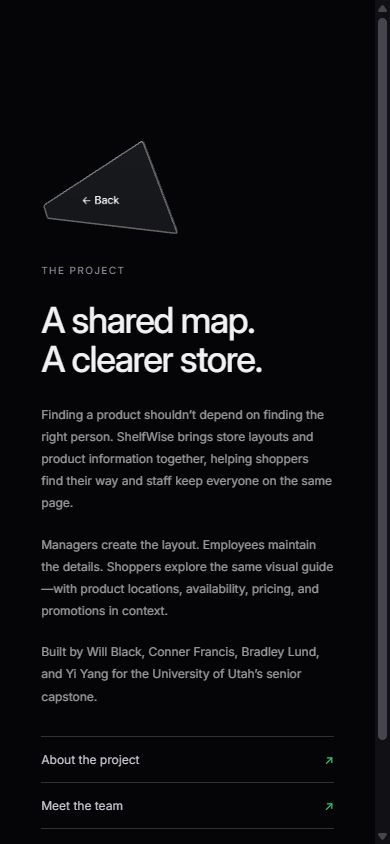 ← Back
THE PROJECT
A shared map.
A clearer store.
Finding a product shouldn’t depend on finding the
right person. ShelfWise brings store layouts and
product information together, helping shoppers
find their way and staff keep everyone on the same
page.
Managers create the layout. Employees maintain
the details. Shoppers explore the same visual guide
—with product locations, availability, pricing, and
promotions in context.
Built by Will Black, Conner Francis, Bradley Lund,
and Yi Yang for the University of Utah’s senior
capstone.
About the project ↗
Meet the team ↗